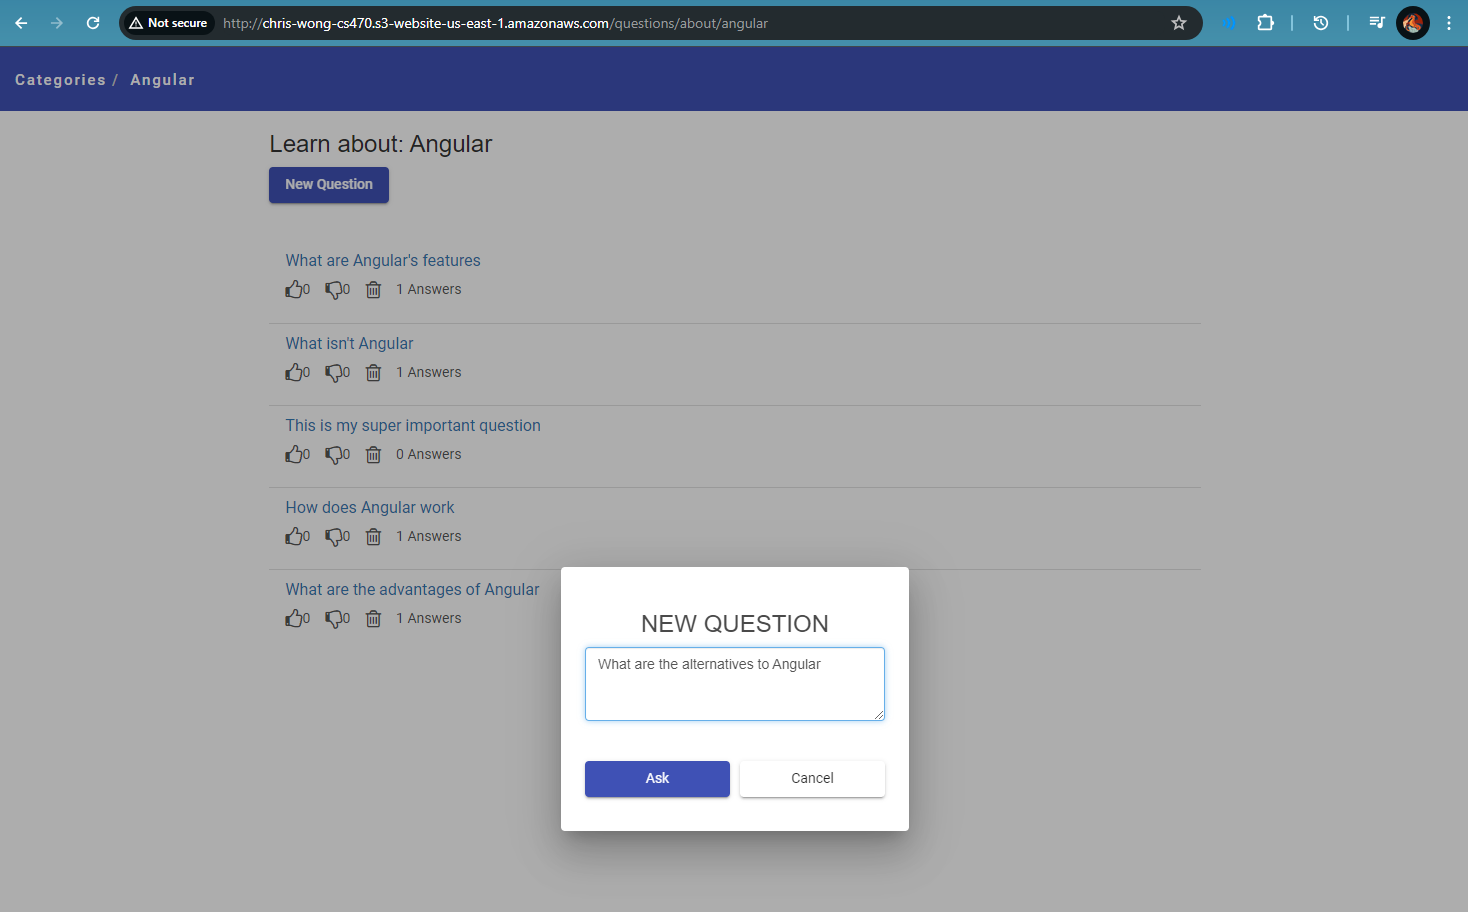 Not secure http://chris-wong-cs470.s3-website-us-east-1.amazonaws.com/questions/about/angular
Categories / Angular
Learn about: Angular
New Question
What are Angular's features
0 0 1 Answers
What isn't Angular
0 0 1 Answers
This is my super important question
0 0 0 Answers
How does Angular work
0 0 1 Answers
What are the advantages of Angular
0 0 1 Answers
NEW QUESTION
What are the alternatives to Angular
Ask Cancel